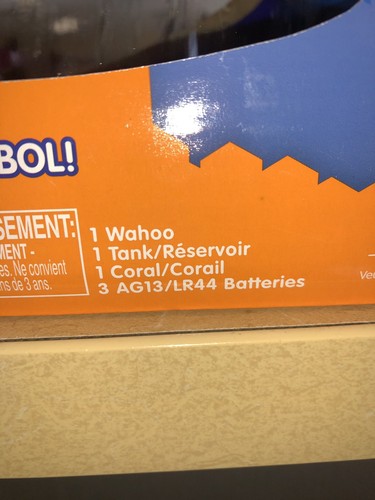 BOL!
SEMENT:
MENT -
es. Ne convient
ns de 3 ans.
1 Wahoo
1 Tank/Réservoir
1 Coral/Corail
3 AG13/LR44 Batteries